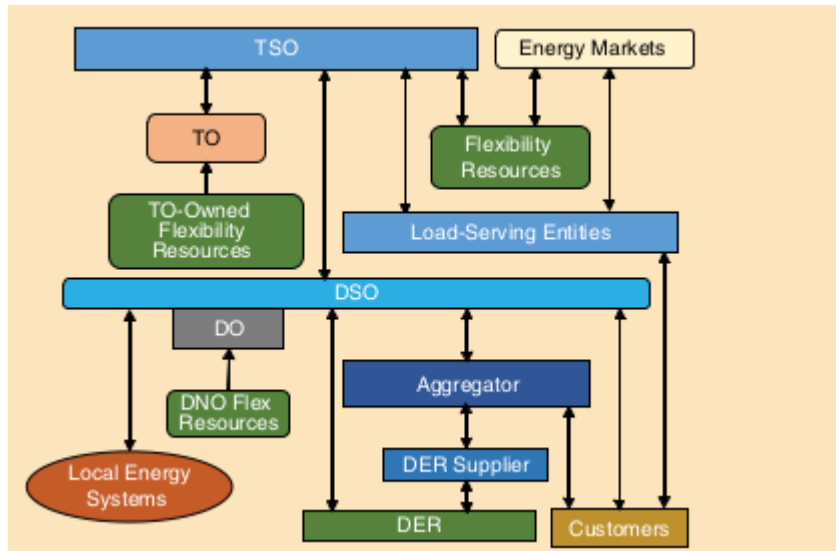 TSO
Energy Markets
TO
Flexibility
Resources
TO-Owned
Flexibility
Resources
Load-Serving Entities
DSO
DO
Aggregator
DNO Flex
Resources
DER Supplier
Local Energy
Systems
DER
Customers